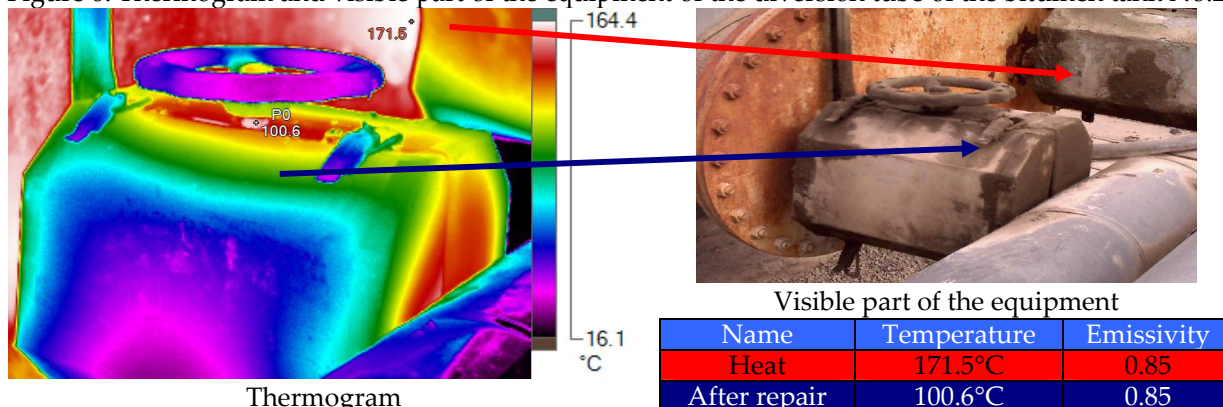 171.5
P0
100.6
164.4
°C
16.1
°C
Thermogram
Visible part of the equipment
Name Temperature Emissivity
Heat 171.5°C 0.85
After repair 100.6°C 0.85